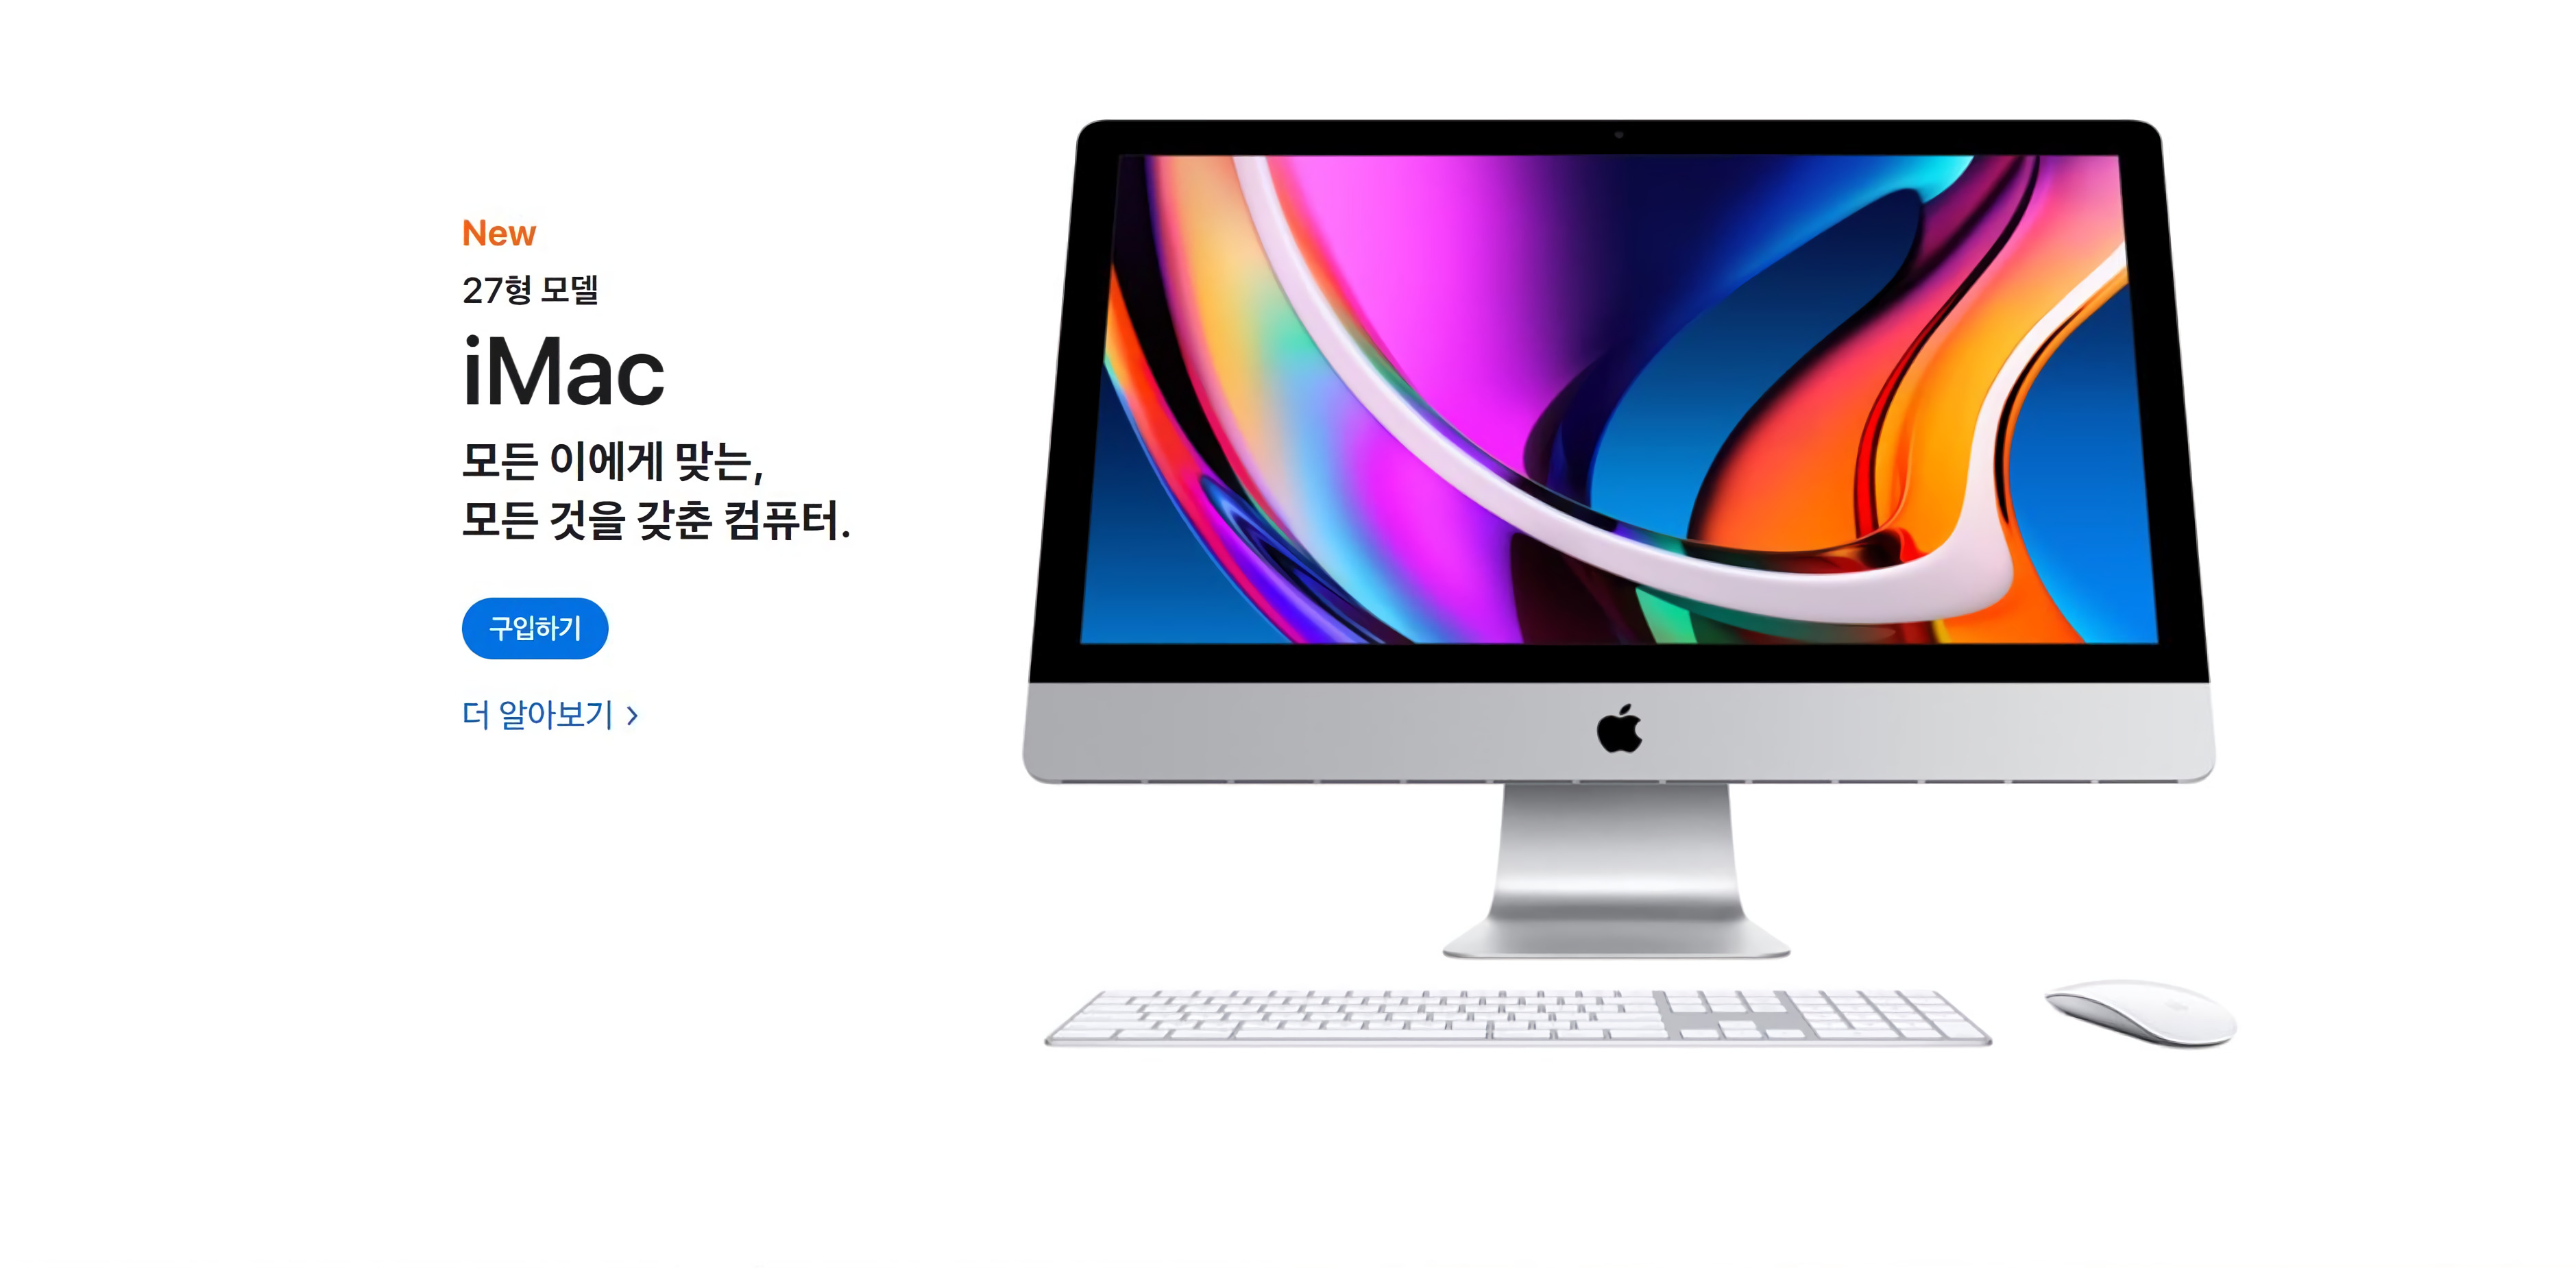 New
27형 모델
iMac
모든 이에게 맞는,
모든 것을 갖춘 컴퓨터.
구입하기
더 알아보기 >